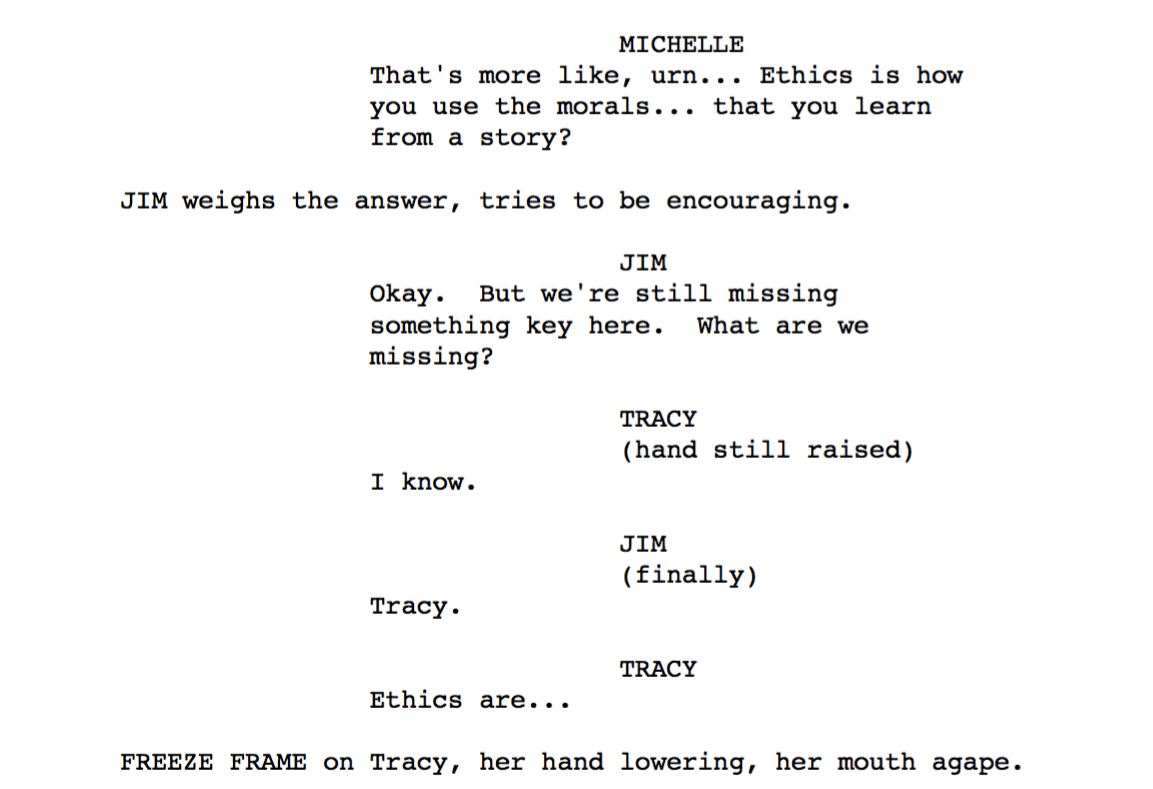 MICHELLE
That's more like, urn... Ethics is how
you use the morals... that you learn
from a story?
JIM weighs the answer, tries to be encouraging.
JIM
Okay.  But we're still missing
something key here.  What are we
missing?
TRACY
(hand still raised)
I know.
JIM
(finally)
Tracy.
TRACY
Ethics are...
FREEZE FRAME on Tracy, her hand lowering, her mouth agape.